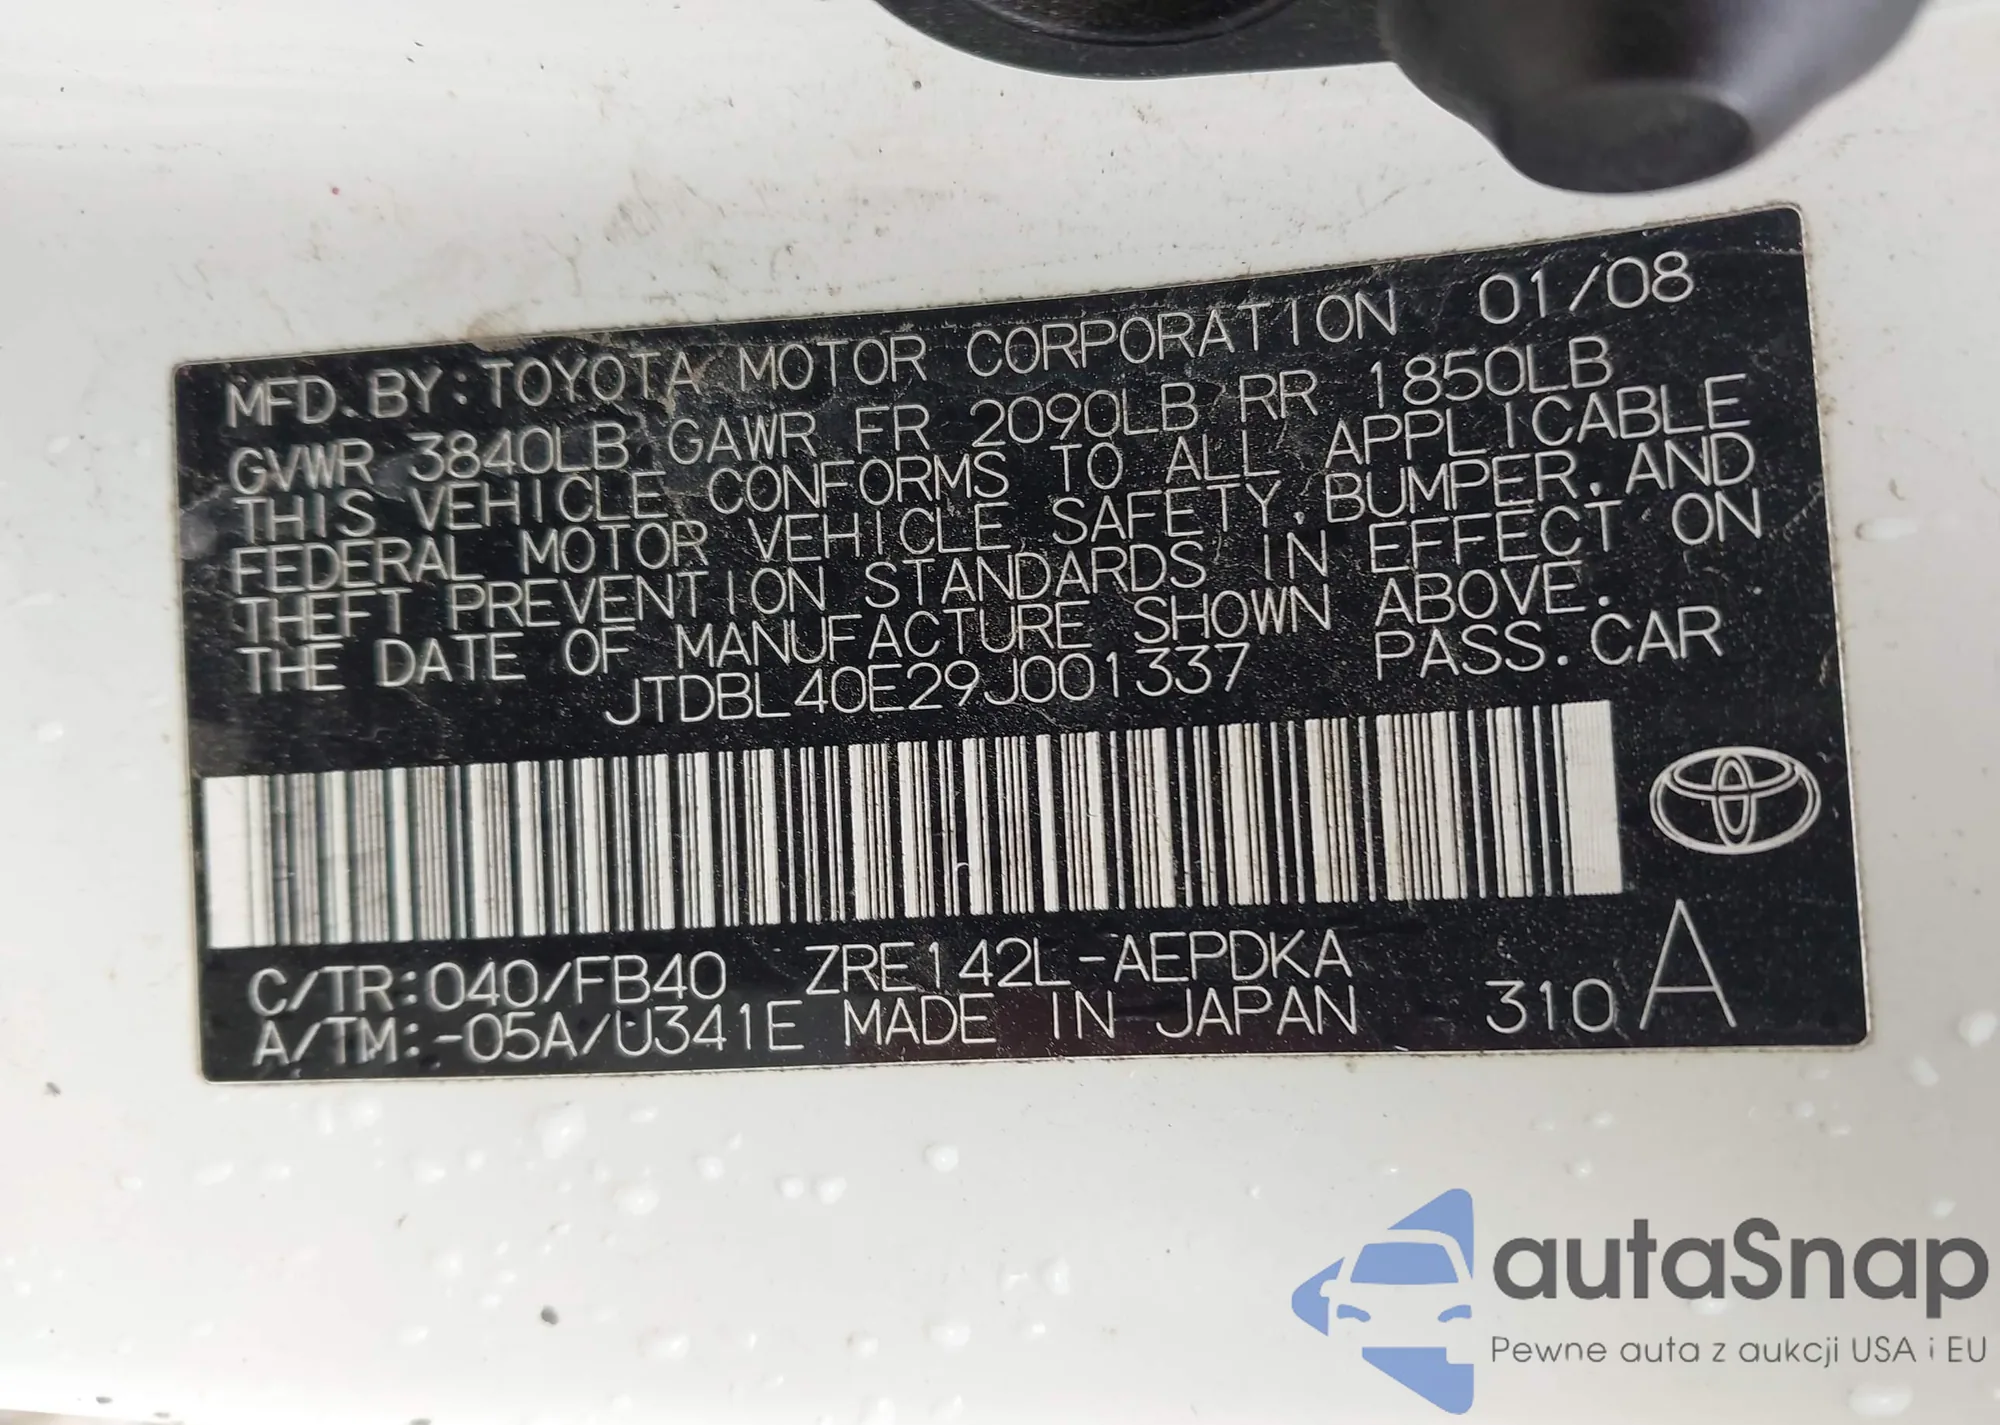 MFD. BY: TOYOTA MOTOR CORPORATION 01/08
GVWR 3840LB GAWR FR 2090LB RR 1850LB
THIS VEHICLE CONFORMS TO ALL APPLICABLE
FEDERAL MOTOR VEHICLE SAFETY, BUMPER, AND
THEFT PREVENTION STANDARDS IN EFFECT ON
THE DATE OF MANUFACTURE SHOWN ABOVE.
JTDBL40E29J001337 PASS. CAR
C/TR: 040/FB40 ZRE142L-AEPDKA
A/TM: -05A/U341E MADE IN JAPAN 310 A
autaSnap
Pewne auta z aukcji USA i EU